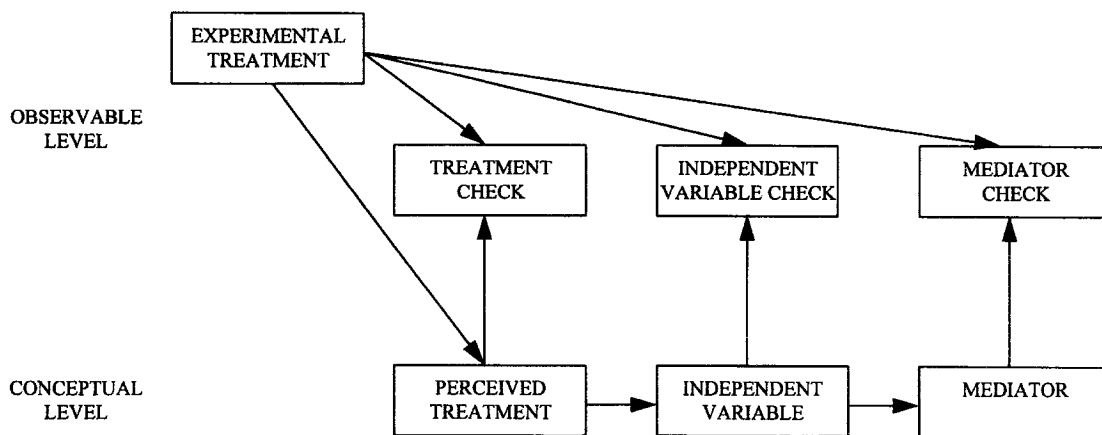 EXPERIMENTAL
TREATMENT
OBSERVABLE
LEVEL
TREATMENT
CHECK
INDEPENDENT
VARIABLE CHECK
MEDIATOR
CHECK
CONCEPTUAL
LEVEL
PERCEIVED
TREATMENT
INDEPENDENT
VARIABLE
MEDIATOR